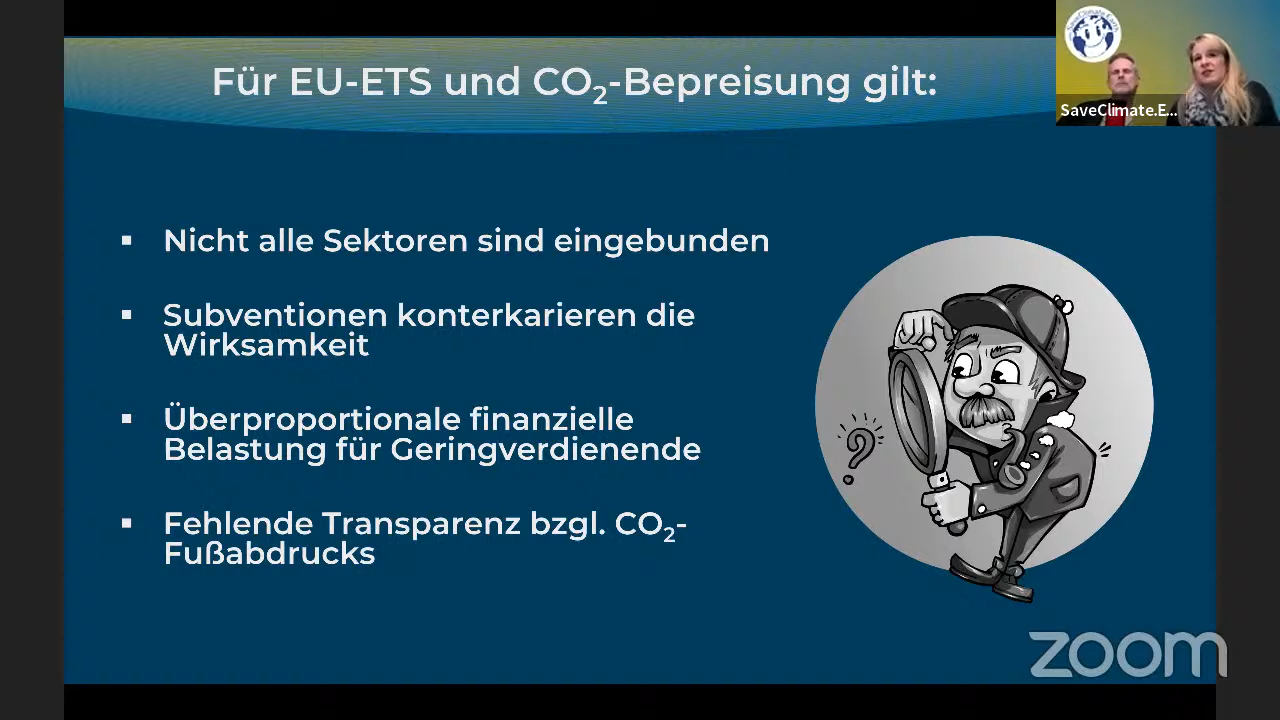 Für EU-ETS und CO₂-Bepreisung gilt:
SaveClimate.E...
▪ Nicht alle Sektoren sind eingebunden
▪ Subventionen konterkarieren die
Wirksamkeit
▪ Überproportionale finanzielle
Belastung für Geringverdienende
▪ Fehlende Transparenz bzgl. CO₂-
Fußabdrucks
?
zoom